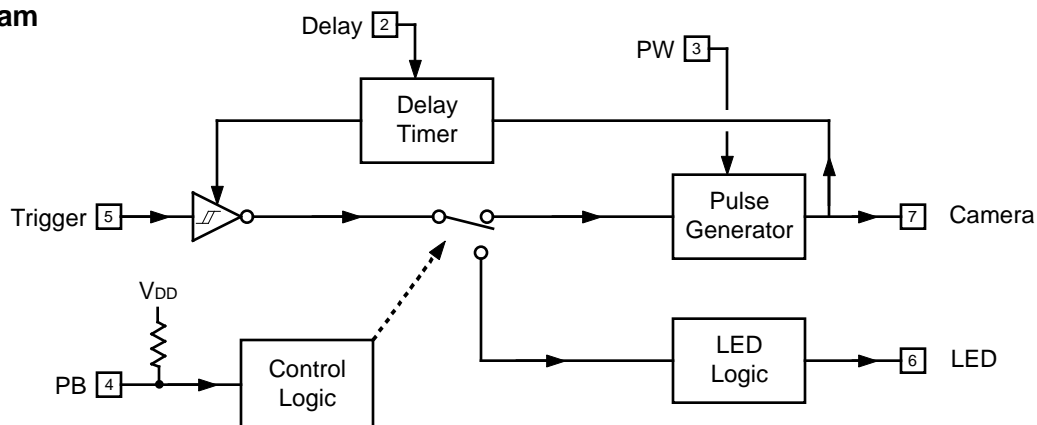 am
Delay 2
PW 3
Delay
Timer
Trigger 5
Pulse
Generator
7 Camera
VDD
PB 4
Control
Logic
LED
Logic
6 LED